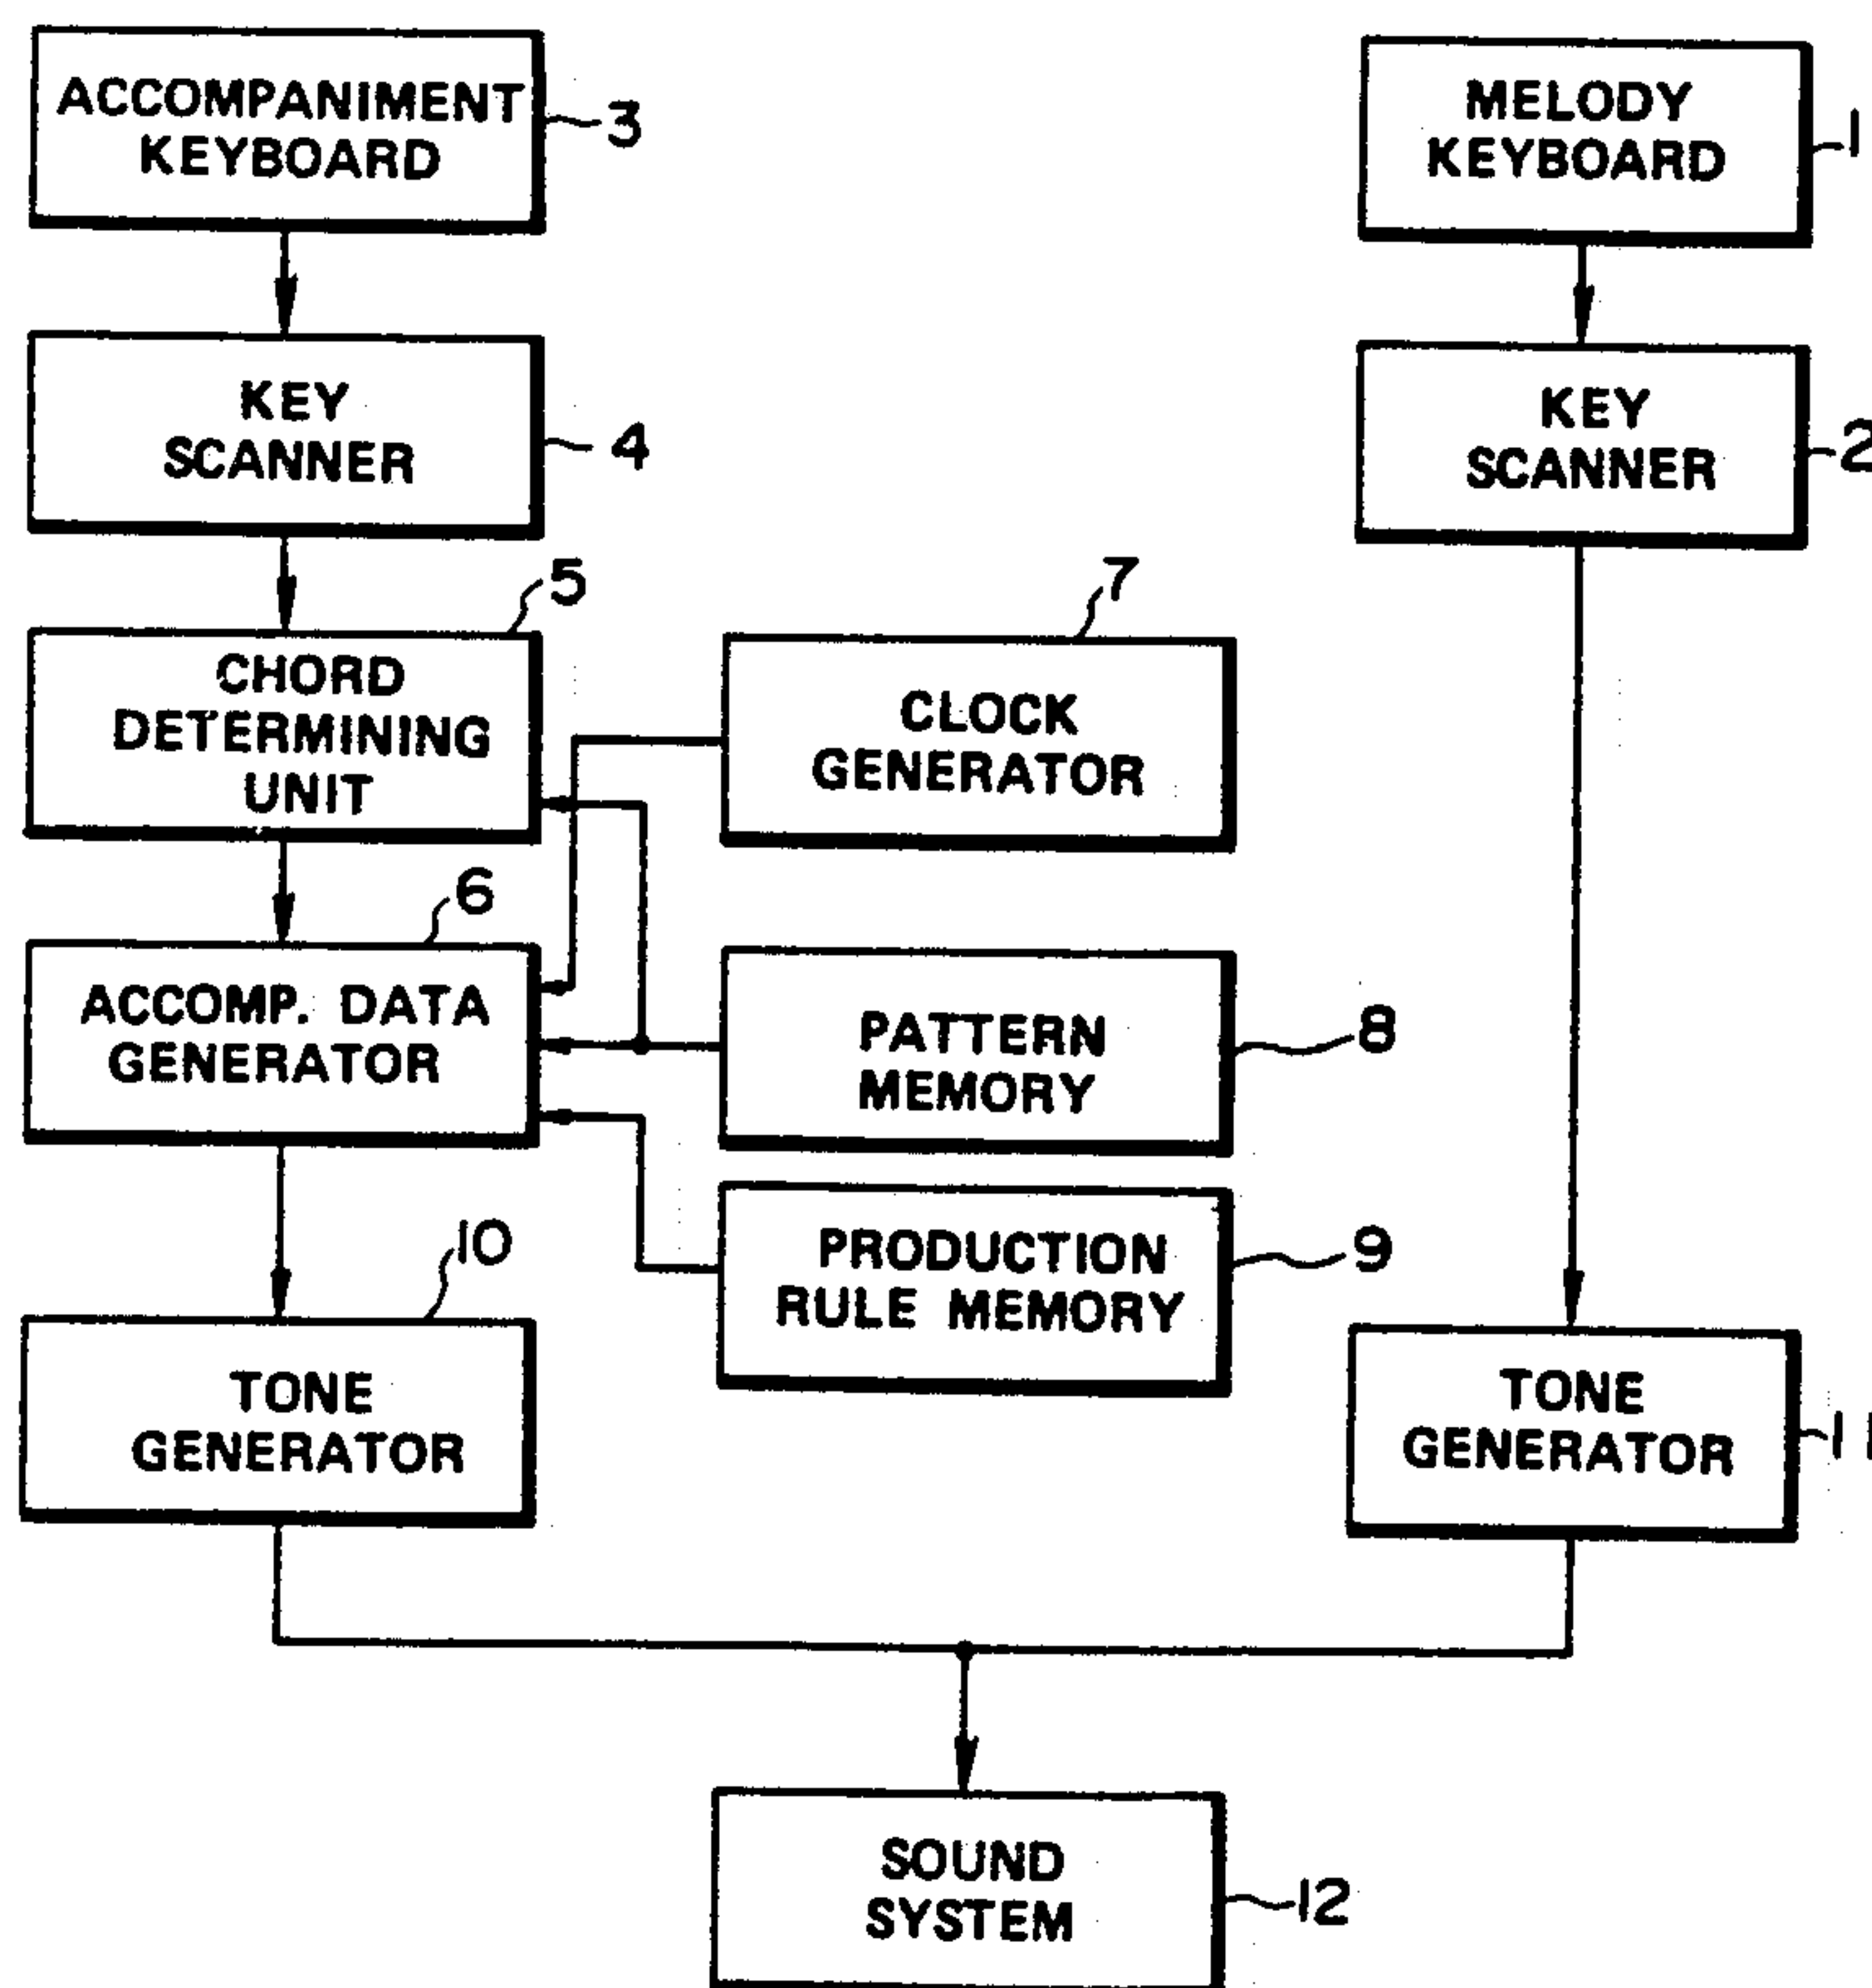 ACCOMPANIMENT
KEYBOARD
3
MELODY
KEYBOARD
1
KEY
SCANNER
4
KEY
SCANNER
2
5
CHORD
DETERMINING
UNIT
7
CLOCK
GENERATOR
6
ACCOMP. DATA
GENERATOR
PATTERN
MEMORY
8
PRODUCTION
RULE MEMORY
9
10
TONE
GENERATOR
TONE
GENERATOR
11
SOUND
SYSTEM
12